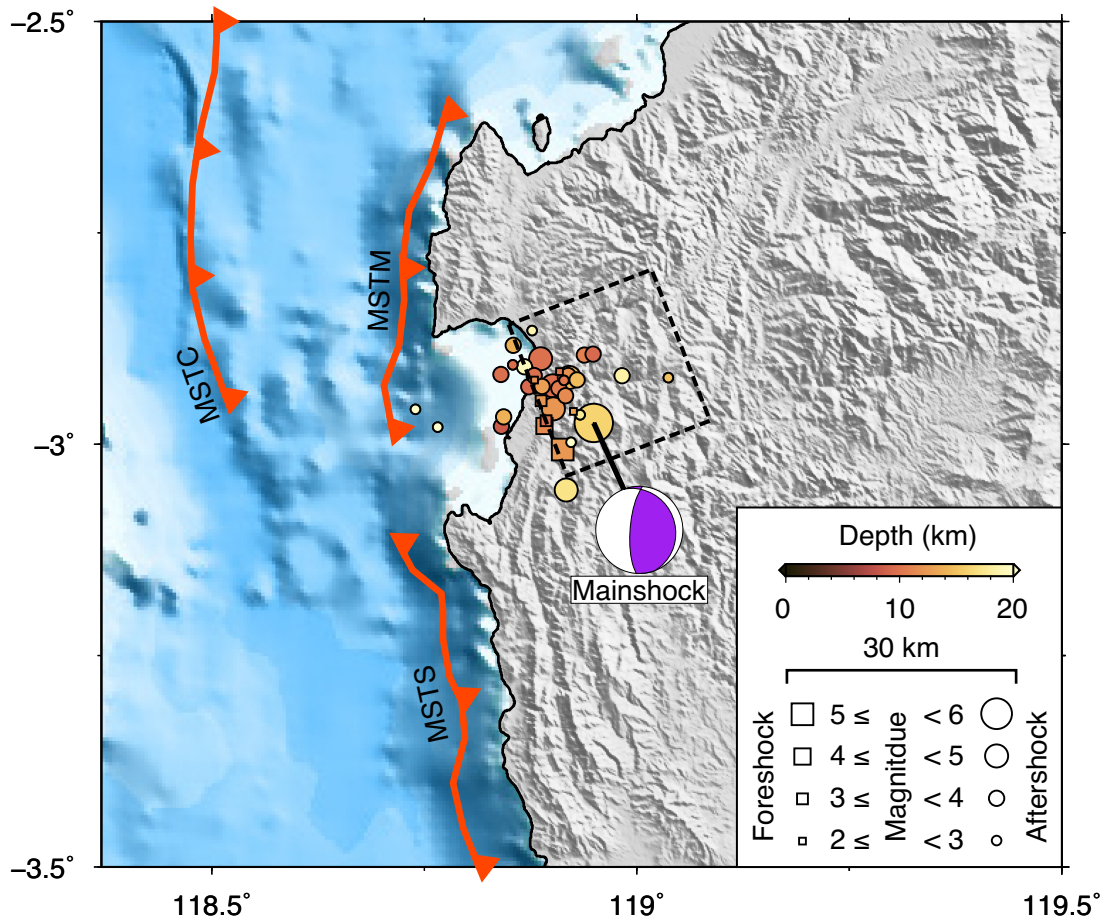 −2.5˚
−3˚
−3.5˚
118.5˚
119˚
119.5˚
MSTC
MSTM
MSTS
Mainshock
Depth (km)
0 10 20
30 km
Foreshock
Magnitdue
Aftershock
5 ≤ < 6
4 ≤ < 5
3 ≤ < 4
2 ≤ < 3